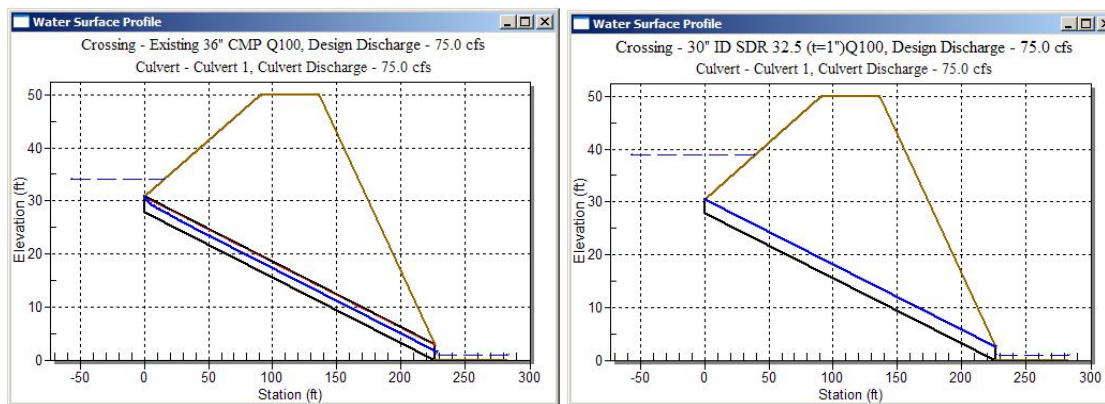 Water Surface Profile
Crossing - Existing 36" CMP Q100, Design Discharge - 75.0 cfs
Culvert - Culvert 1, Culvert Discharge - 75.0 cfs
50
40
30
20
10
0
Elevation (ft)
-50 0 50 100 150 200 250 300
Station (ft)
Water Surface Profile
Crossing - 30" ID SDR 32.5 (t=1")Q100, Design Discharge - 75.0 cfs
Culvert - Culvert 1, Culvert Discharge - 75.0 cfs
50
40
30
20
10
0
Elevation (ft)
-50 0 50 100 150 200 250 300
Station (ft)